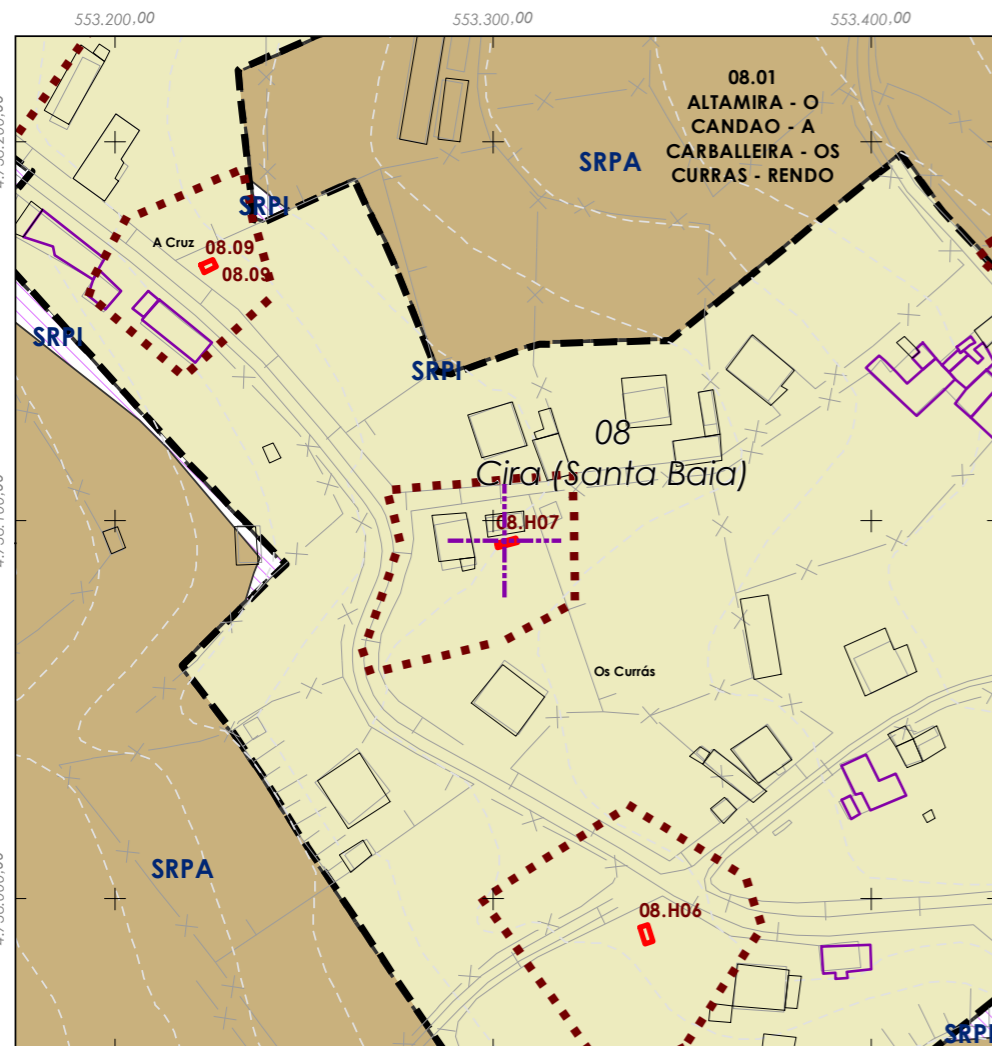 553.200,00
553.300,00
553.400,00
08.01
ALTAMIRA - O
CANDAO - A
CARBALLEIRA - OS
CURRAS - RENDO
SRPA
SRPI
A Cruz
08.09
08.09
SRPI
SRPI
08
Cira (Santa Baia)
08.H07
Os Currás
SRPA
08.H06
SRPI